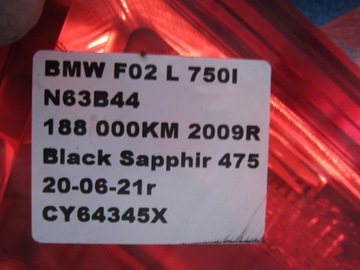 BMW F02 L 750I
N63B44
188 000KM 2009R
Black Sapphir 475
20-06-21r
CY64345X